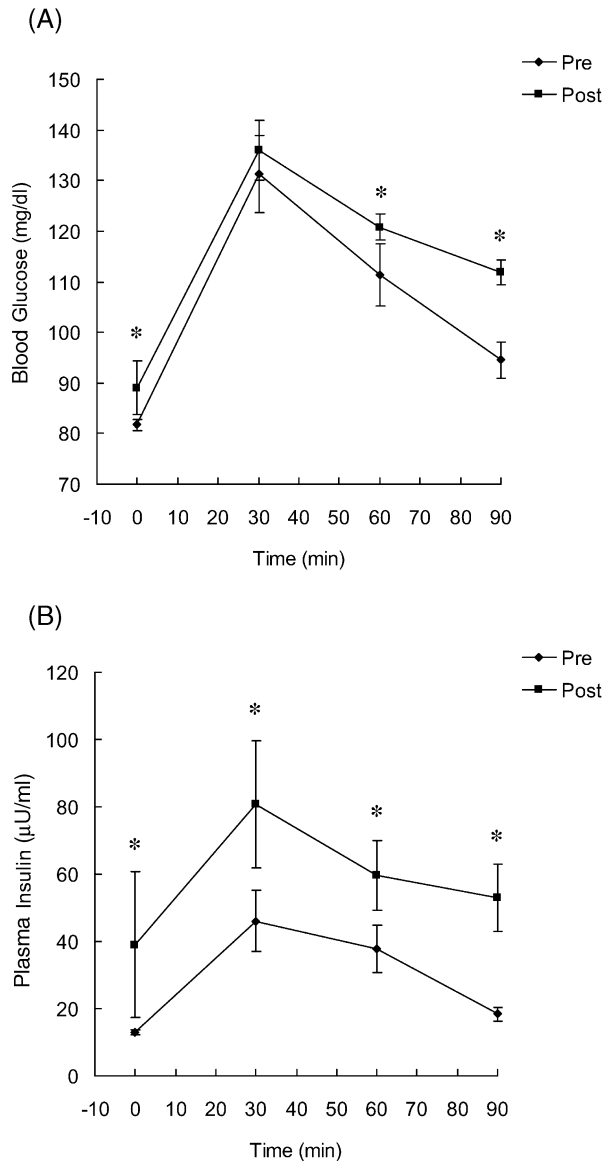 (A)
Pre
Post
150
140
130
120
110
100
90
80
70
Blood Glucose (mg/dl)
*
*
*
-10 0 10 20 30 40 50 60 70 80 90
Time (min)
(B)
Pre
Post
120
100
80
60
40
20
0
Plasma Insulin (μU/ml)
*
*
*
*
-10 0 10 20 30 40 50 60 70 80 90
Time (min)